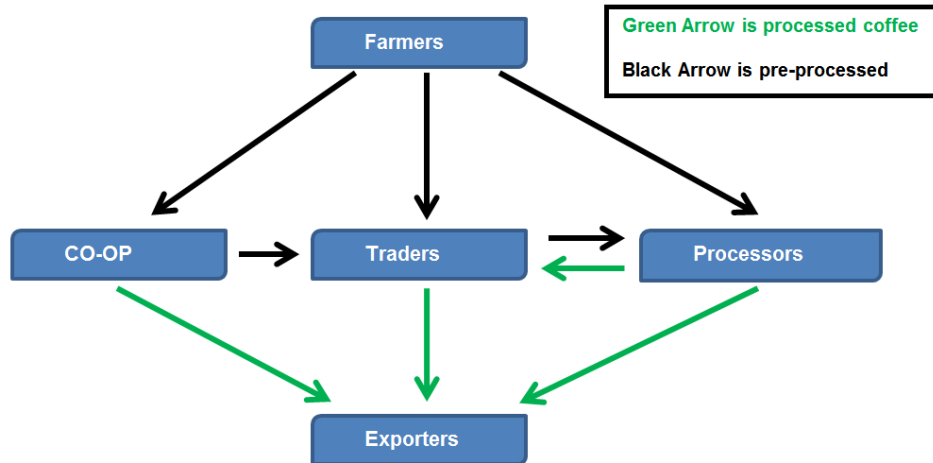 Farmers
Green Arrow is processed coffee
Black Arrow is pre-processed
CO-OP
Traders
Processors
Exporters